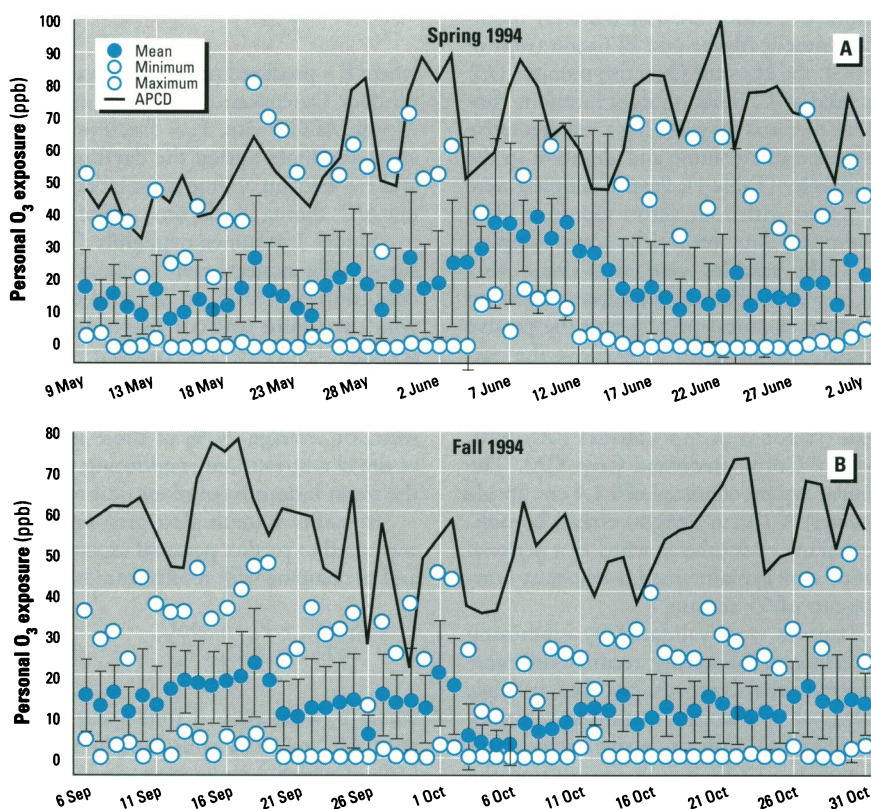 Spring 1994
A
Mean
Minimum
Maximum
APCD
Personal O3 exposure (ppb)
100
90
80
70
60
50
40
30
20
10
0
9 May
13 May
18 May
23 May
28 May
2 June
7 June
12 June
17 June
22 June
27 June
2 July
Fall 1994
B
Personal O3 exposure (ppb)
80
70
60
50
40
30
20
10
0
6 Sep
11 Sep
16 Sep
21 Sep
26 Sep
1 Oct
6 Oct
11 Oct
16 Oct
21 Oct
26 Oct
31 Oct